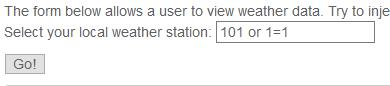 The form below allows a user to view weather data. Try to inje
Select your local weather station: 101 or 1=1
Go!